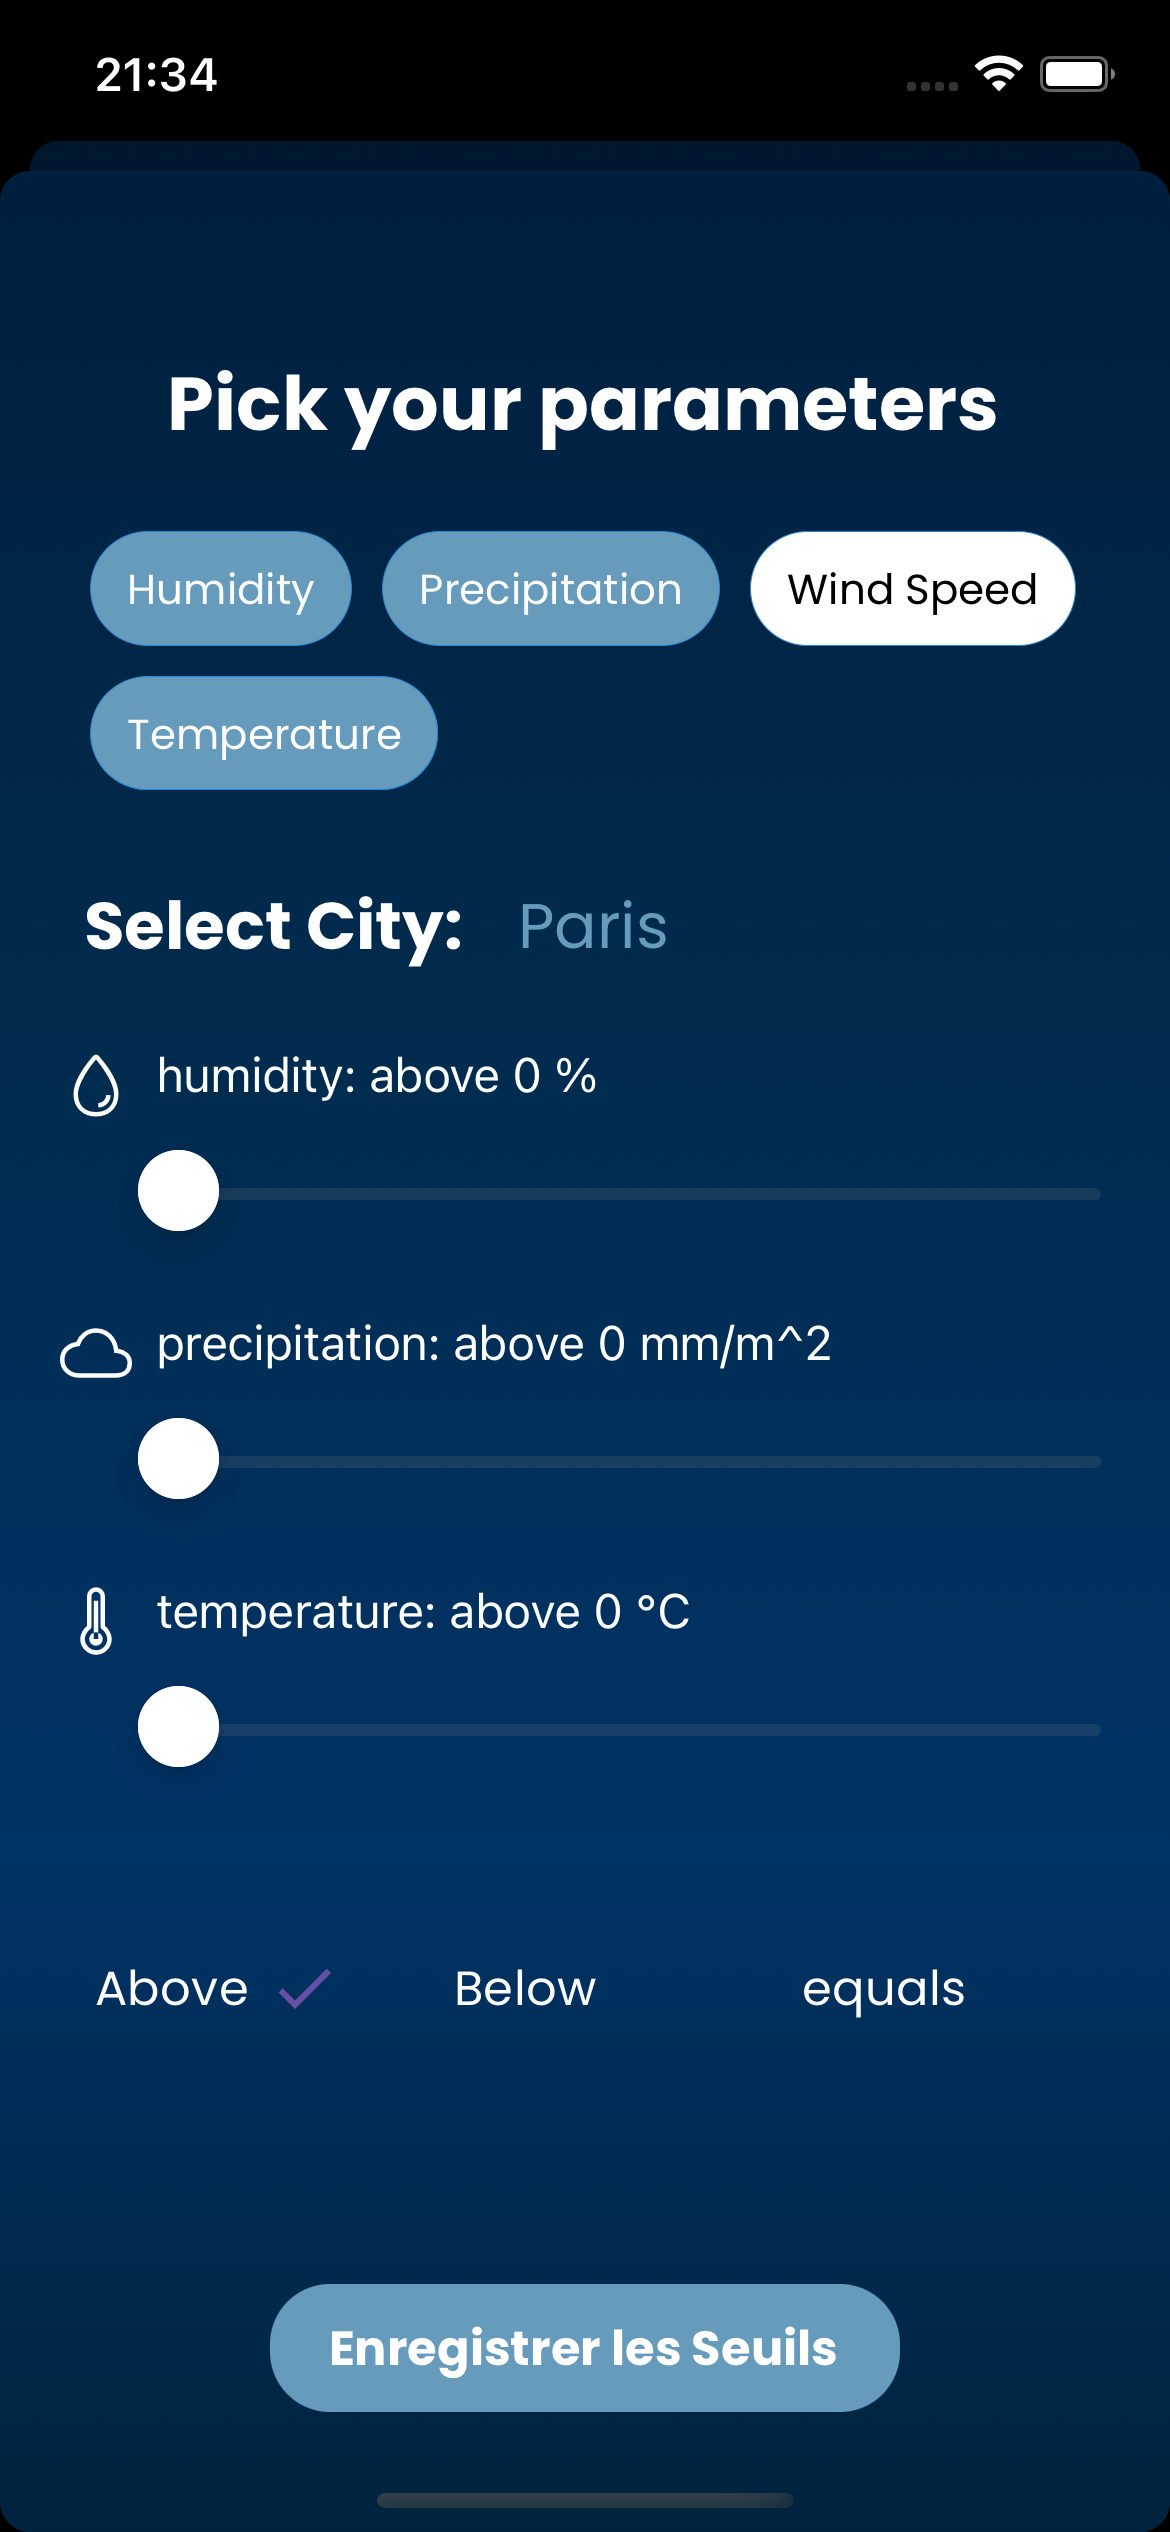 21:34
Pick your parameters
Humidity Precipitation Wind Speed
Temperature
Select City: Paris
humidity: above 0 %
precipitation: above 0 mm/m^2
temperature: above 0 °C
Above Below equals
Enregistrer les Seuils